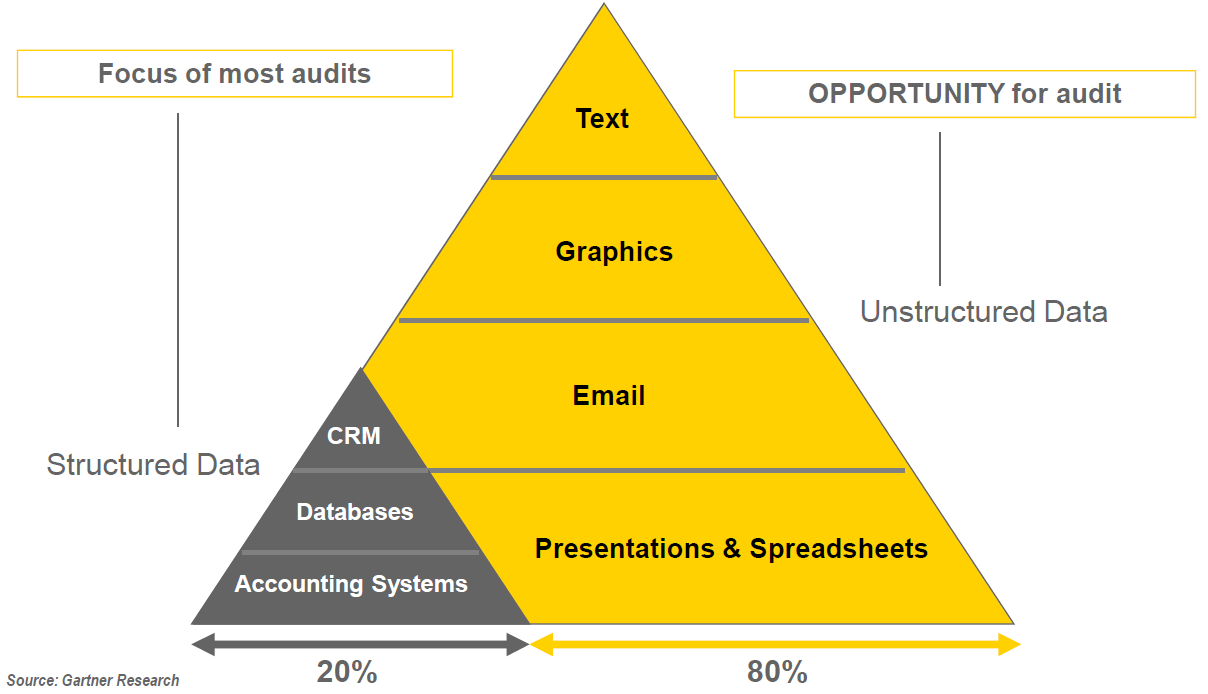 Focus of most audits
OPPORTUNITY for audit
Text
Graphics
Unstructured Data
Email
CRM
Structured Data
Databases
Presentations & Spreadsheets
Accounting Systems
20%
80%
Source: Gartner Research